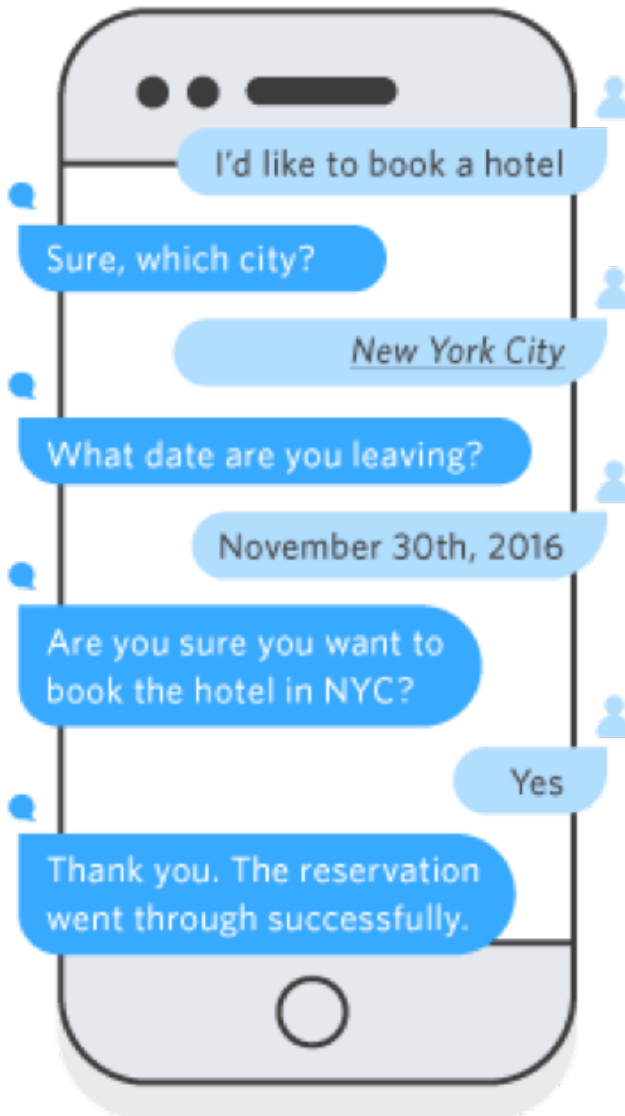 I'd like to book a hotel
Sure, which city?
New York City
What date are you leaving?
November 30th, 2016
Are you sure you want to
book the hotel in NYC?
Yes
Thank you. The reservation
went through successfully.